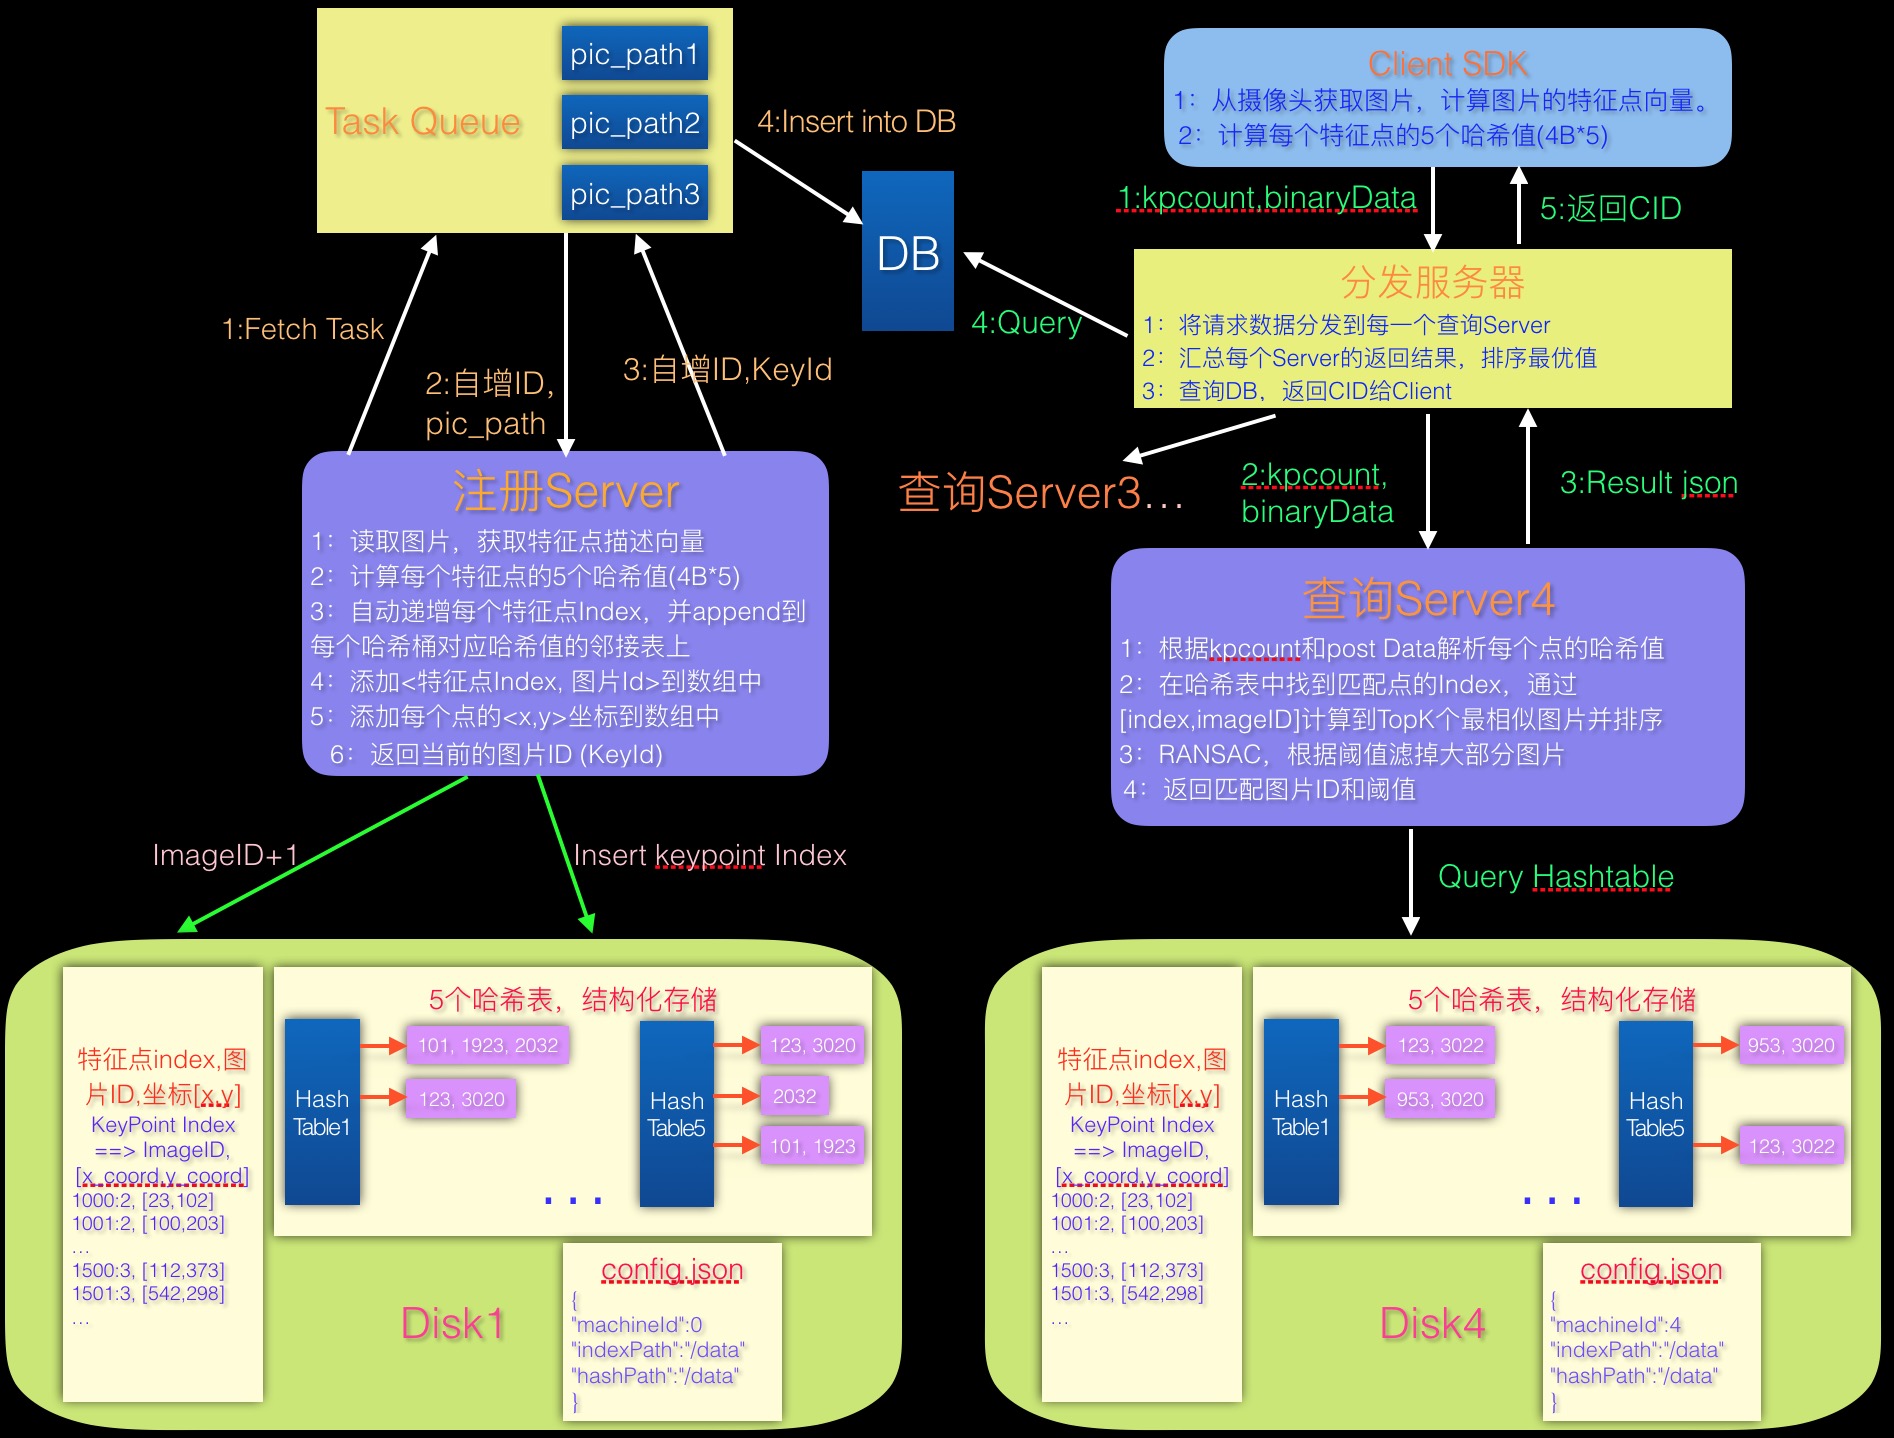 Task Queue
pic_path1
pic_path2
pic_path3
4:Insert into DB
DB
1:Fetch Task
2:自增ID,
pic_path
3:自增ID,KeyId
注册Server
1：读取图片，获取特征点描述向量
2：计算每个特征点的5个哈希值(4B*5)
3：自动递增每个特征点Index，并append到
每个哈希桶对应哈希值的邻接表上
4：添加<特征点Index, 图片Id>到数组中
5：添加每个点的<x,y>坐标到数组中
6：返回当前的图片ID (KeyId)
ImageID+1
Insert keypoint Index
特征点index,图
片ID,坐标[x,y]
KeyPoint Index
==> ImageID,
[x_coord,y_coord]
1000:2, [23,102]
1001:2, [100,203]
...
1500:3, [112,373]
1501:3, [542,298]
...
5个哈希表，结构化存储
Hash
Table1
101, 1923, 2032
123, 3020
...
Hash
Table5
123, 3020
2032
101, 1923
Disk1
config.json
{
"machineId":0
"indexPath":"/data"
"hashPath":"/data"
}
Client SDK
1：从摄像头获取图片，计算图片的特征点向量。
2：计算每个特征点的5个哈希值(4B*5)
1:kpcount,binaryData
5:返回CID
分发服务器
1：将请求数据分发到每一个查询Server
2：汇总每个Server的返回结果，排序最优值
3：查询DB，返回CID给Client
4:Query
查询Server3...
2:kpcount,
binaryData
3:Result json
查询Server4
1：根据kpcount和post Data解析每个点的哈希值
2：在哈希表中找到匹配点的Index，通过
[index,imageID]计算到TopK个最相似图片并排序
3：RANSAC，根据阈值滤掉大部分图片
4：返回匹配图片ID和阈值
Query Hashtable
特征点index,图
片ID,坐标[x,y]
KeyPoint Index
==> ImageID,
[x_coord,y_coord]
1000:2, [23,102]
1001:2, [100,203]
...
1500:3, [112,373]
1501:3, [542,298]
...
5个哈希表，结构化存储
Hash
Table1
123, 3022
953, 3020
...
Hash
Table5
953, 3020
123, 3022
Disk4
config.json
{
"machineId":4
"indexPath":"/data"
"hashPath":"/data"
}